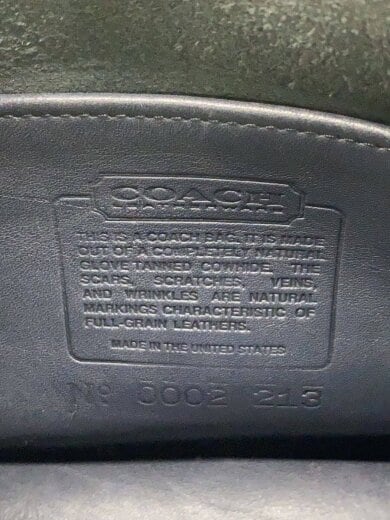 COACH
LEATHERWARE
THIS IS A COACH BAG. IT IS MADE
OUT OF A COMPLETELY NATURAL
GLOVE TANNED COWHIDE. THE
SCARS, SCRATCHES, VEINS,
AND WRINKLES ARE NATURAL
MARKINGS CHARACTERISTIC OF
FULL-GRAIN LEATHERS.
MADE IN THE UNITED STATES
No 0002 213